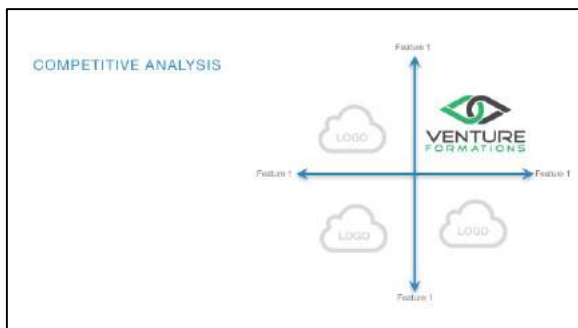 Feature 1
COMPETITIVE ANALYSIS
LOGO
VENTURE
FORMATIONS
Feature 1
Feature 1
LOGO
LOGO
Feature 1